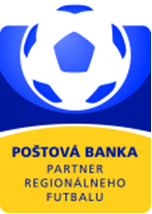 POŠTOVÁ BANKA
PARTNER
REGIONÁLNEHO
FUTBALU